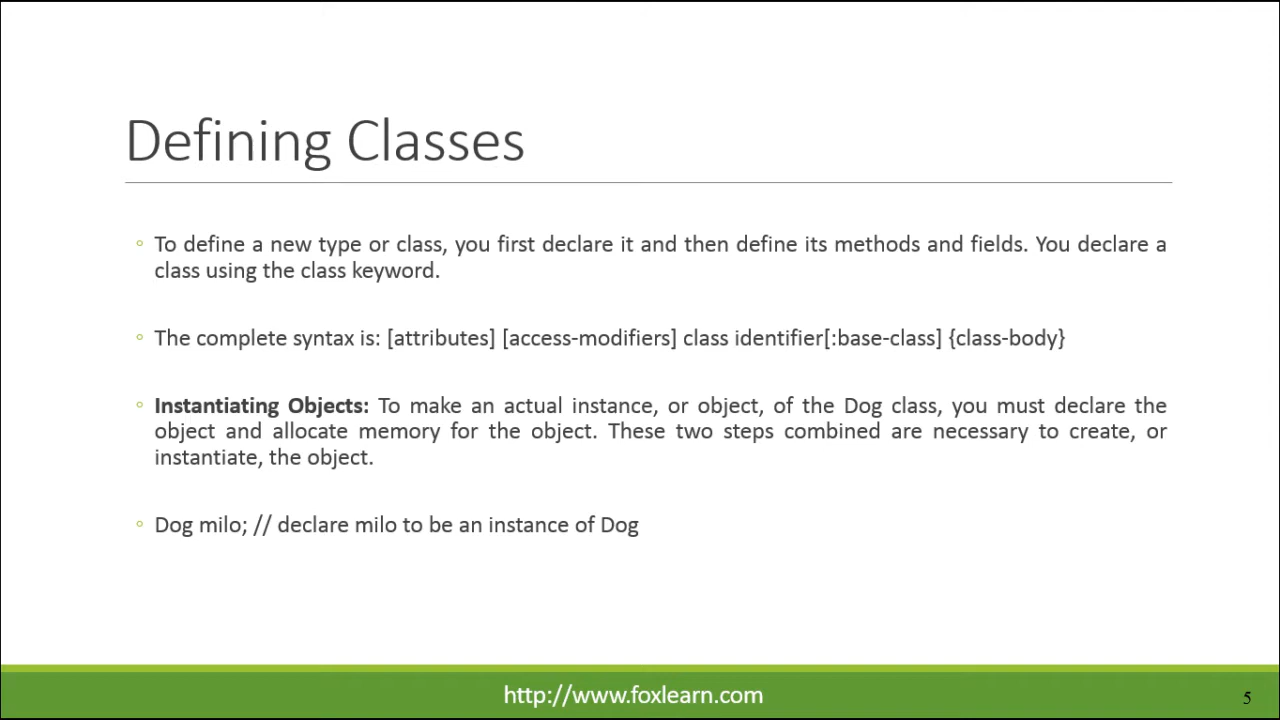 Defining Classes
◦ To define a new type or class, you first declare it and then define its methods and fields. You declare a
class using the class keyword.
◦ The complete syntax is: [attributes] [access-modifiers] class identifier[:base-class] {class-body}
◦ Instantiating Objects: To make an actual instance, or object, of the Dog class, you must declare the
object and allocate memory for the object. These two steps combined are necessary to create, or
instantiate, the object.
◦ Dog milo; // declare milo to be an instance of Dog
http://www.foxlearn.com
5